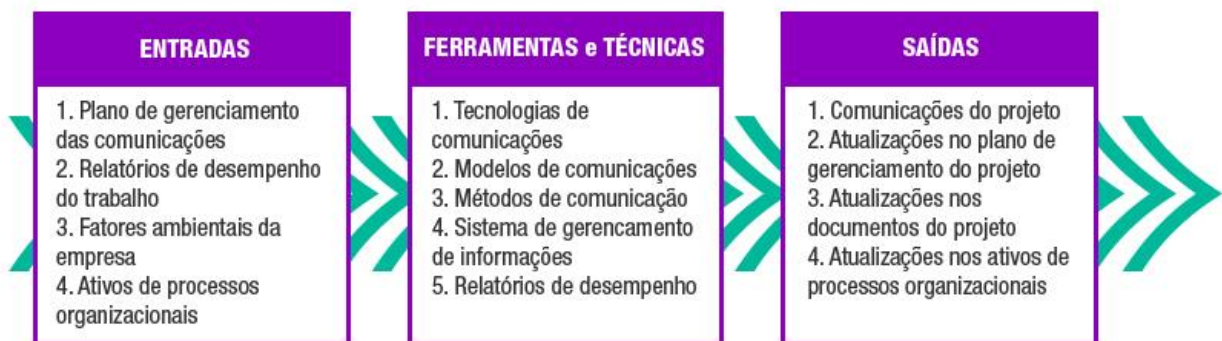 ENTRADAS
1. Plano de gerenciamento
das comunicações
2. Relatórios de desempenho
do trabalho
3. Fatores ambientais da
empresa
4. Ativos de processos
organizacionais
FERRAMENTAS e TÉCNICAS
1. Tecnologias de
comunicações
2. Modelos de comunicações
3. Métodos de comunicação
4. Sistema de gerencamento
de informações
5. Relatórios de desempenho
SAÍDAS
1. Comunicações do projeto
2. Atualizações no plano de
gerenciamento do projeto
3. Atualizações nos
documentos do projeto
4. Atualizações nos ativos de
processos organizacionais